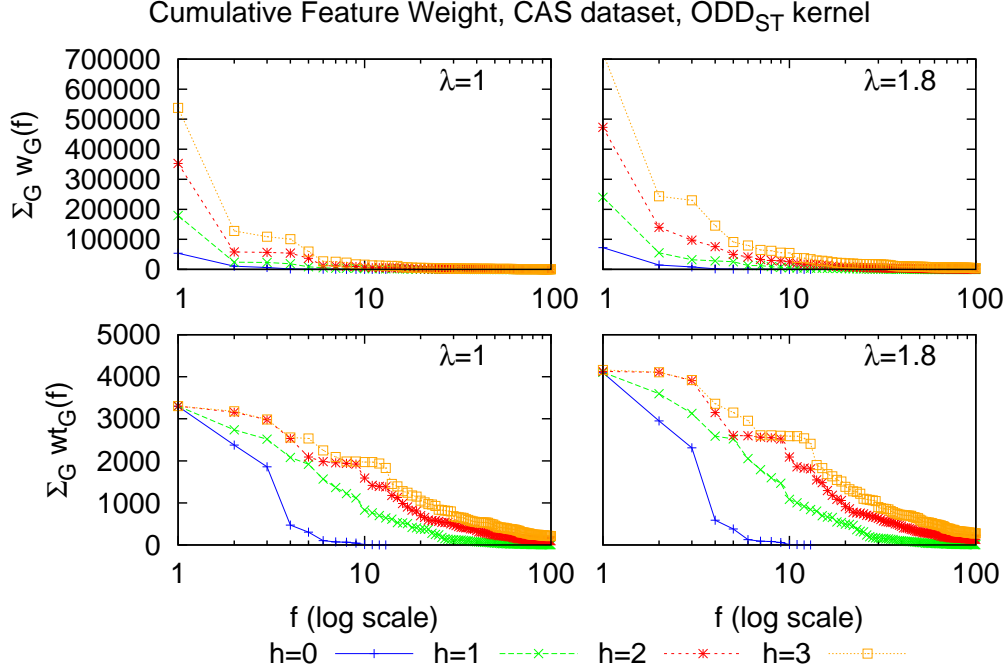 Cumulative Feature Weight, CAS dataset, ODD_ST kernel
Σ_G w_G(f)
700000
600000
500000
400000
300000
200000
100000
0
λ=1
1 10 100
λ=1.8
1 10 100
Σ_G wt_G(f)
5000
4000
3000
2000
1000
0
λ=1
1 10 100
f (log scale)
λ=1.8
1 10 100
f (log scale)
h=0 h=1 h=2 h=3